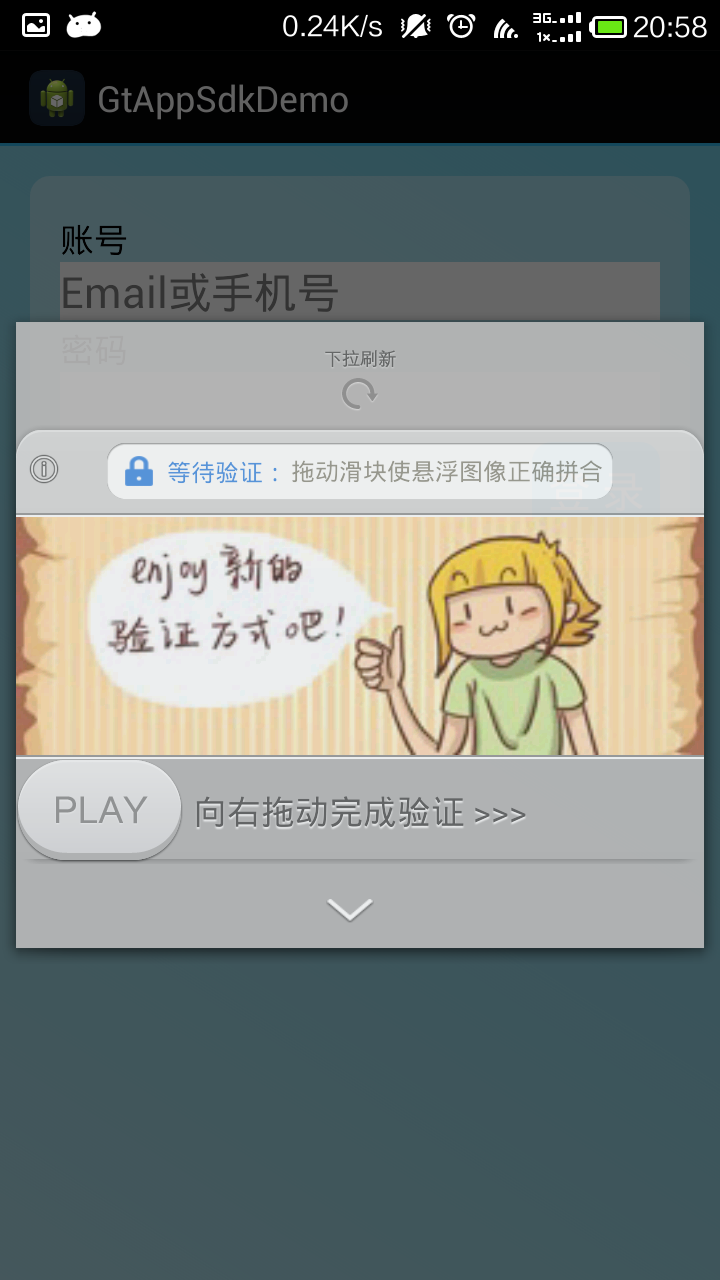 0.24K/s 3G 1× 20:58
GtAppSdkDemo
账号
Email或手机号
密码
下拉刷新
等待验证： 拖动滑块使悬浮图像正确拼合
登录
enjoy 新的
验证方式吧！
PLAY 向右拖动完成验证 >>>